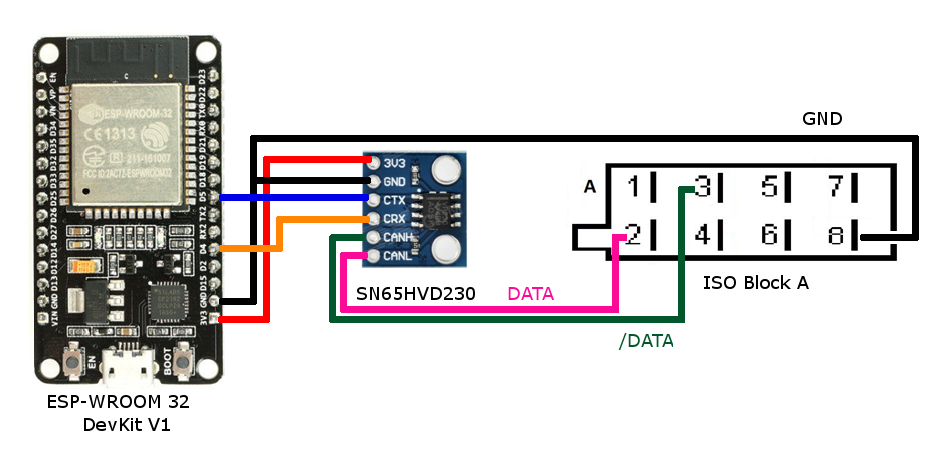 GND
D23
D22
TX0
RX0
D21
D19
D18
D5
TX2
RX2
D4
D2
D15
GND
3V3
EN
VP
VN
D34
D35
D32
D33
D25
D26
D27
D14
D12
D13
GND
VIN
ESP-WROOM-32
CE1313
R 211-161007
FCC ID:2AC7Z-ESPWROOM32
EN
BOOT
ESP-WROOM 32
DevKit V1
3V3
GND
CTX
CRX
CANH
CANL
SN65HVD230
DATA
/DATA
A
1 3 5 7
2 4 6 8
ISO Block A